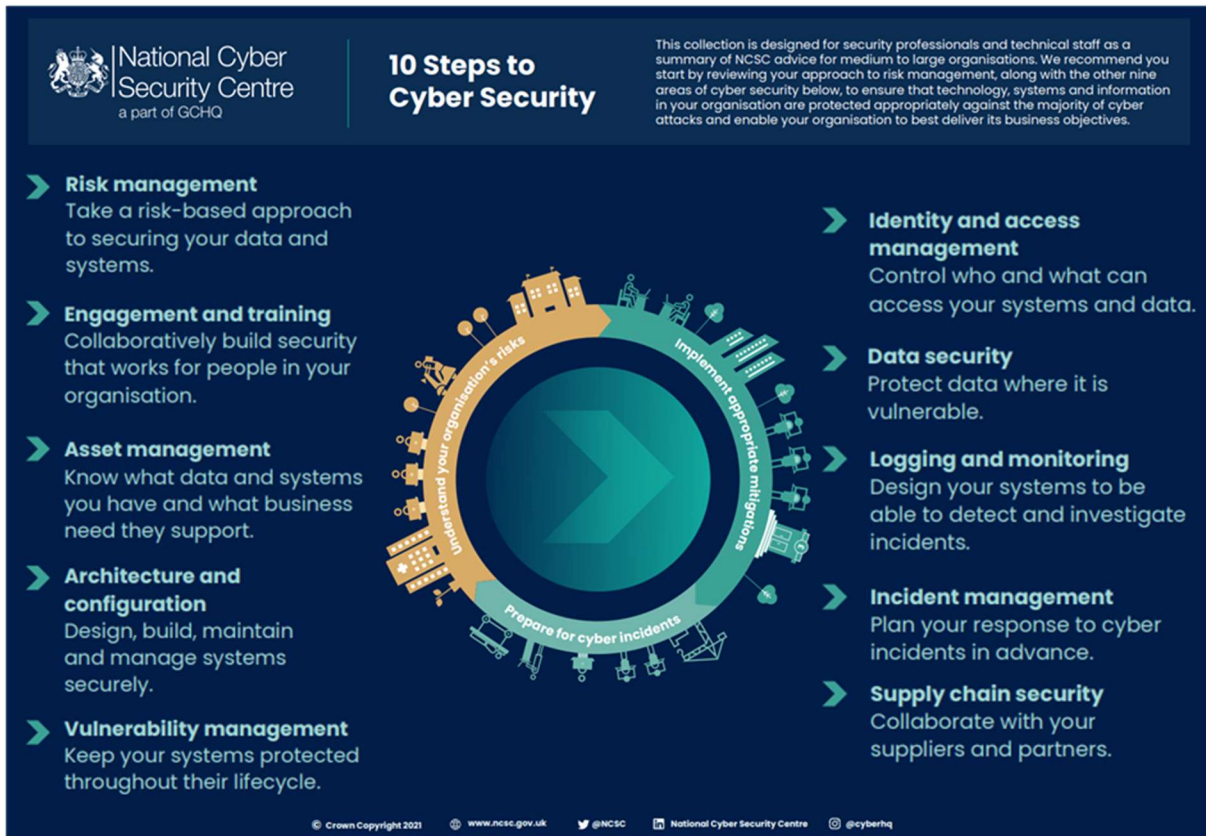 National Cyber
Security Centre
a part of GCHQ
10 Steps to
Cyber Security
This collection is designed for security professionals and technical staff as a
summary of NCSC advice for medium to large organisations. We recommend you
start by reviewing your approach to risk management, along with the other nine
areas of cyber security below, to ensure that technology, systems and information
in your organisation are protected appropriately against the majority of cyber
attacks and enable your organisation to best deliver its business objectives.
Risk management
Take a risk-based approach
to securing your data and
systems.
Engagement and training
Collaboratively build security
that works for people in your
organisation.
Asset management
Know what data and systems
you have and what business
need they support.
Architecture and
configuration
Design, build, maintain
and manage systems
securely.
Vulnerability management
Keep your systems protected
throughout their lifecycle.
Understand your organisation's risks
Implement appropriate mitigations
Prepare for cyber incidents
Identity and access
management
Control who and what can
access your systems and data.
Data security
Protect data where it is
vulnerable.
Logging and monitoring
Design your systems to be
able to detect and investigate
incidents.
Incident management
Plan your response to cyber
incidents in advance.
Supply chain security
Collaborate with your
suppliers and partners.
© Crown Copyright 2021 www.ncsc.gov.uk @NCSC National Cyber Security Centre @cyberhq